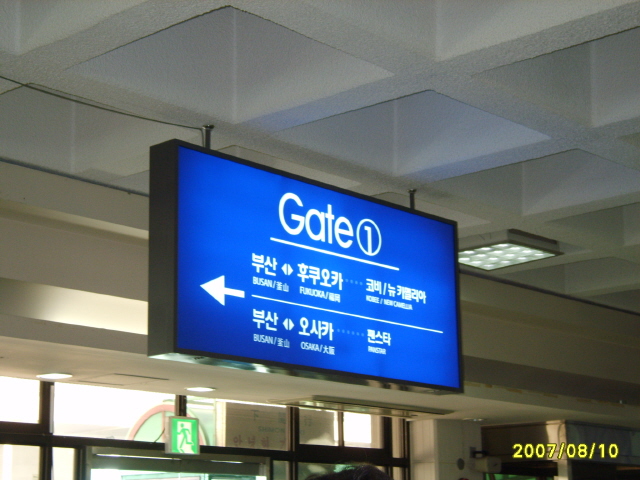 Gate ①
부산 ◀▶ 후쿠오카 ······ 코비 / 뉴 카멜리아
BUSAN / 釜山 FUKUOKA / 福岡 KOBEE / NEW CAMELLIA
부산 ◀▶ 오사카 ······ 팬스타
BUSAN / 釜山 OSAKA / 大阪 PANSTAR
2007/08/10